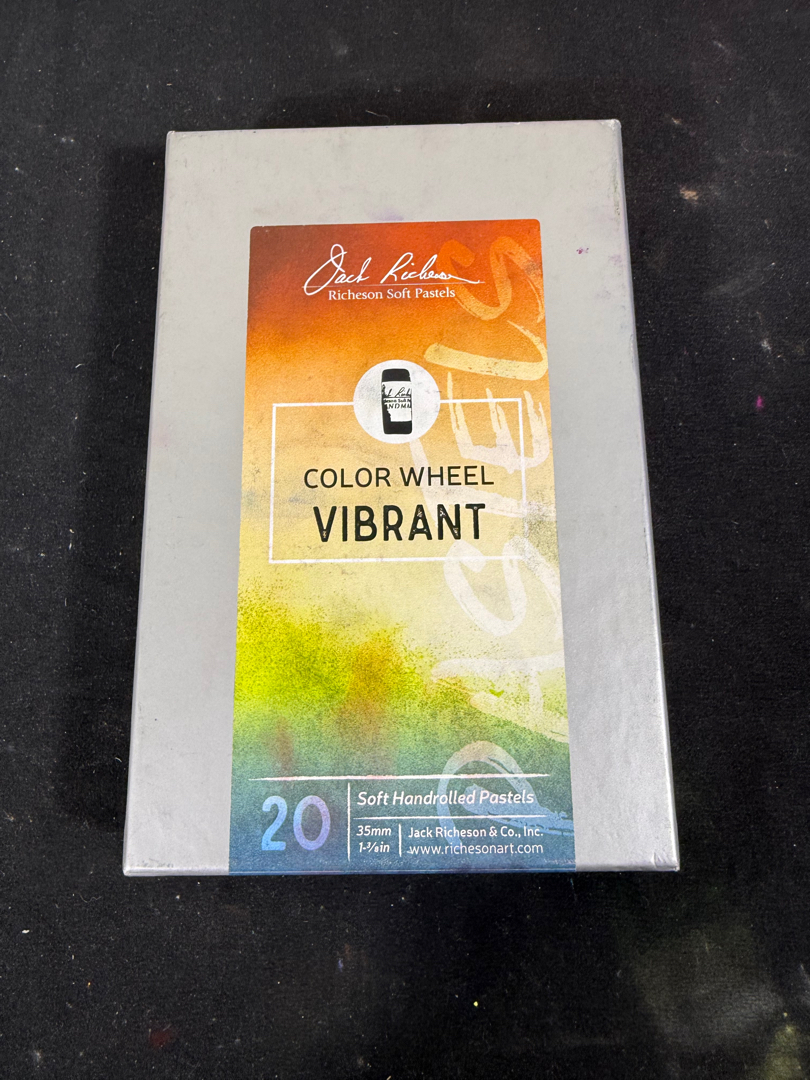 Jack Richeson
Richeson Soft Pastels
COLOR WHEEL
VIBRANT
PASTELS
20
Soft Handrolled Pastels
35mm
1-3/8in
Jack Richeson & Co., Inc.
www.richesonart.com